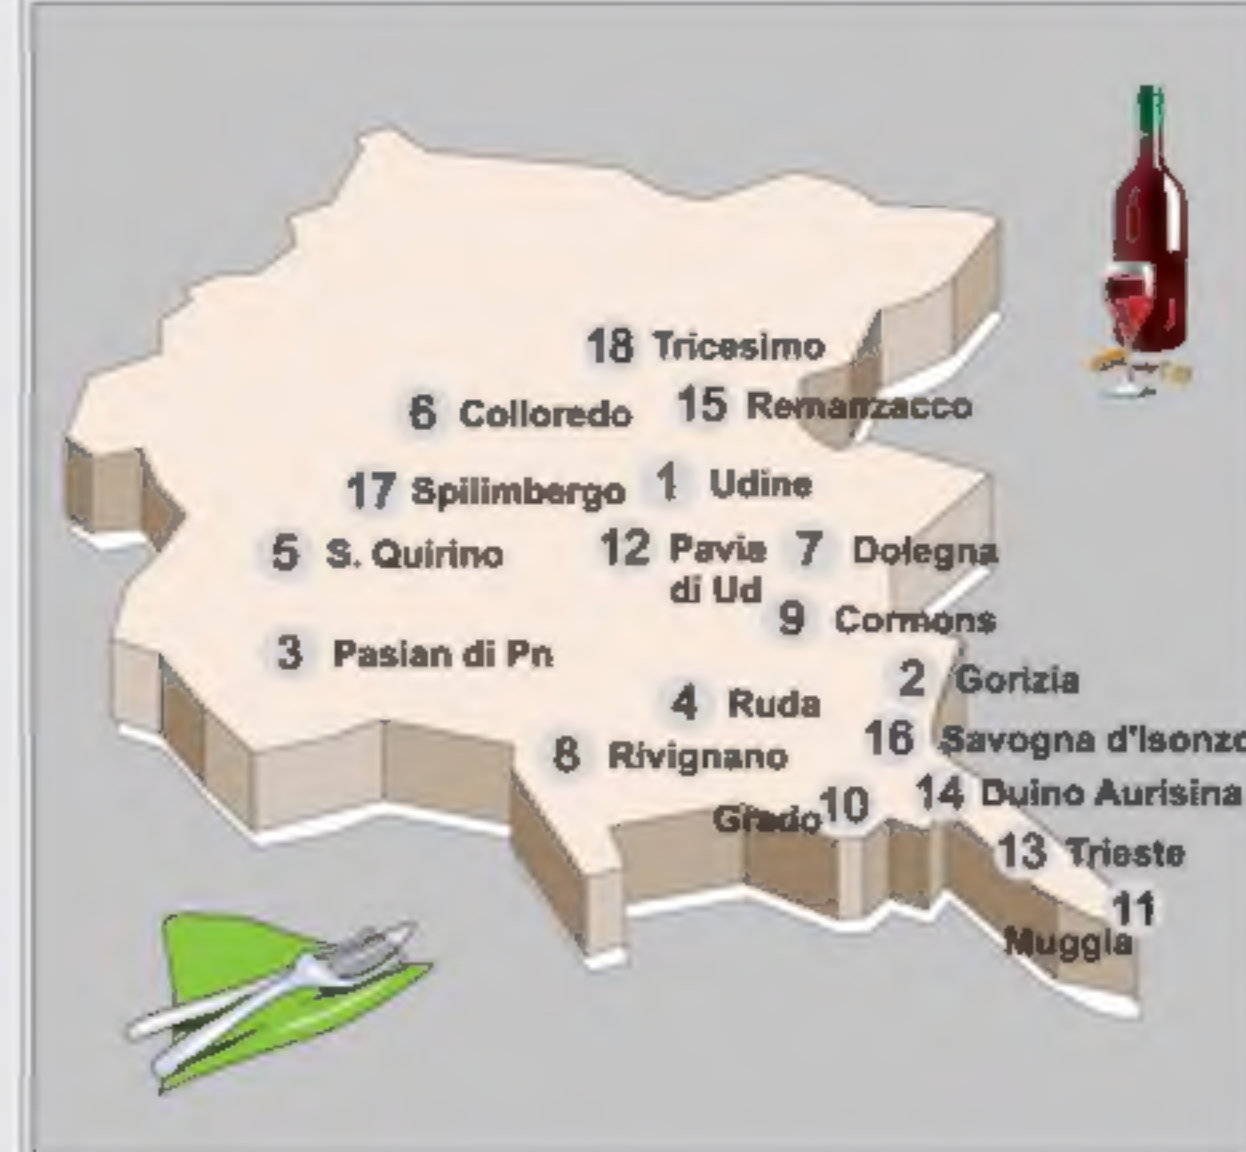 18 Tricesimo
6 Colloredo
15 Remanzacco
17 Spilimbergo
1 Udine
5 S. Quirino
12 Pavia
di Ud
7 Dolegna
9 Cormons
3 Pasian di Pn
2 Gorizia
4 Ruda
16 Savogna d'Isonzo
8 Rivignano
14 Duino Aurisina
Grado 10
13 Trieste
11
Muggia